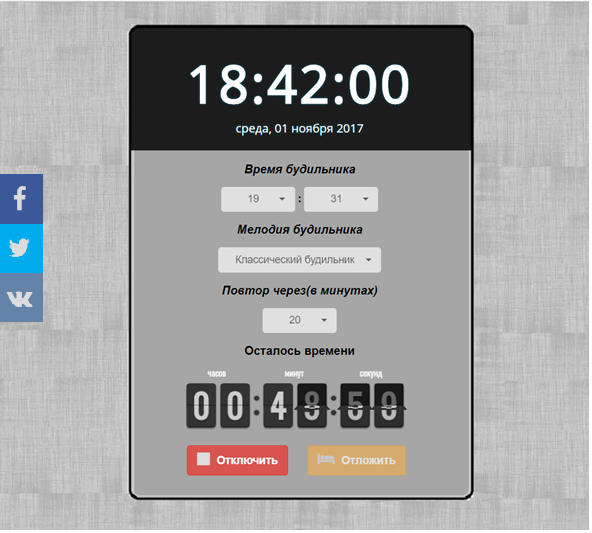 18:42:00
среда, 01 ноября 2017
Время будильника
19 : 31
Мелодия будильника
Классический будильник
Повтор через(в минутах)
20
Осталось времени
часов минут секунд
00:48:59
Отключить Отложить